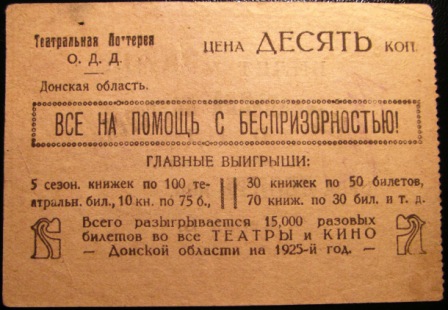 Театральная Лотерея
О. Д. Д.
Донская область.
ЦЕНА ДЕСЯТЬ КОП.
ВСЕ НА ПОМОЩЬ С БЕСПРИЗОРНОСТЬЮ!
ГЛАВНЫЕ ВЫИГРЫШИ:
5 сезон. книжек по 100 те-
атральн. бил., 10 кн. по 75 б.,
30 книжек по 50 билетов,
70 книж. по 30 бил. и т. д.
Всего разыгрывается 15,000 разовых
билетов во все ТЕАТРЫ и КИНО
— Донской области на 1925-й год. —